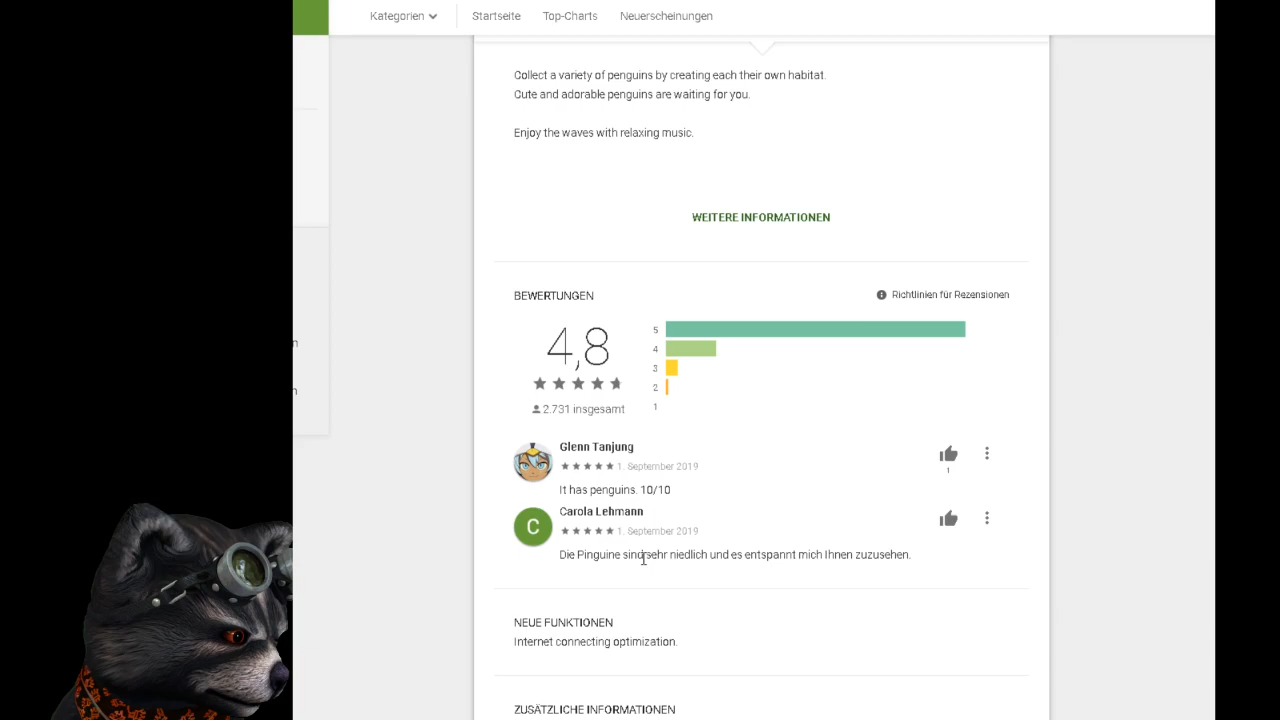 Kategorien Startseite Top-Charts Neuerscheinungen
Collect a variety of penguins by creating each their own habitat.
Cute and adorable penguins are waiting for you.
Enjoy the waves with relaxing music.
WEITERE INFORMATIONEN
BEWERTUNGEN
Richtlinien für Rezensionen
4,8
2.731 insgesamt
5
4
3
2
1
Glenn Tanjung
1. September 2019
1
It has penguins. 10/10
C
Carola Lehmann
1. September 2019
Die Pinguine sind sehr niedlich und es entspannt mich Ihnen zuzusehen.
NEUE FUNKTIONEN
Internet connecting optimization.
ZUSÄTZLICHE INFORMATIONEN
n
n